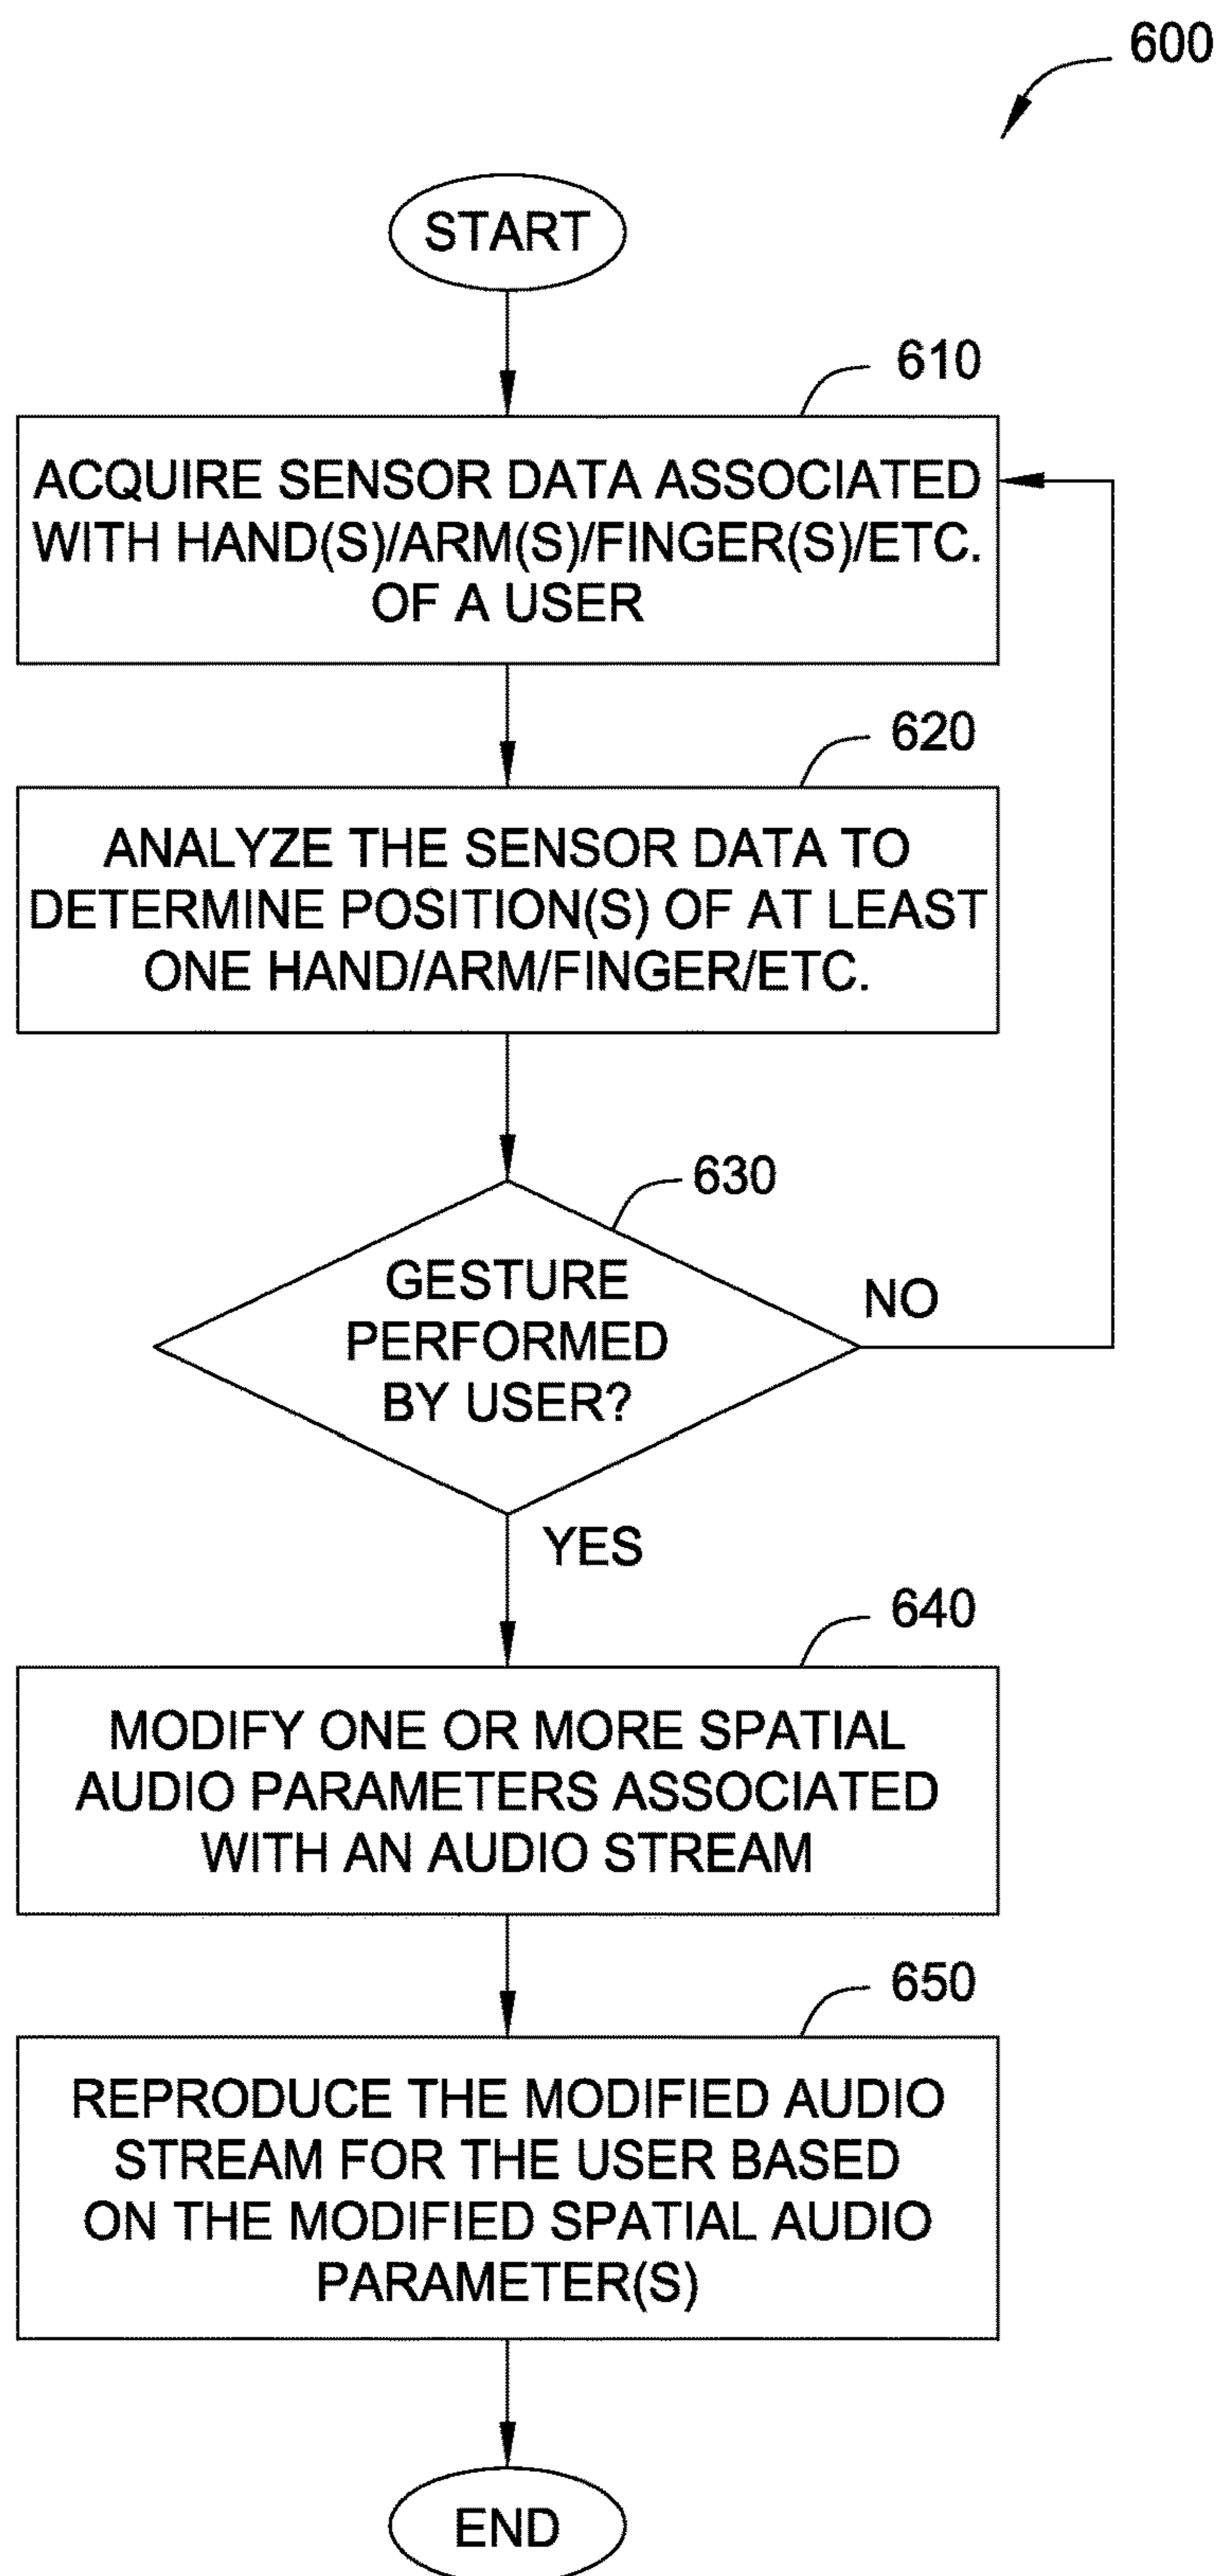 600
START
610
ACQUIRE SENSOR DATA ASSOCIATED
WITH HAND(S)/ARM(S)/FINGER(S)/ETC.
OF A USER
620
ANALYZE THE SENSOR DATA TO
DETERMINE POSITION(S) OF AT LEAST
ONE HAND/ARM/FINGER/ETC.
630
GESTURE
PERFORMED
BY USER?
NO
YES
640
MODIFY ONE OR MORE SPATIAL
AUDIO PARAMETERS ASSOCIATED
WITH AN AUDIO STREAM
650
REPRODUCE THE MODIFIED AUDIO
STREAM FOR THE USER BASED
ON THE MODIFIED SPATIAL AUDIO
PARAMETER(S)
END